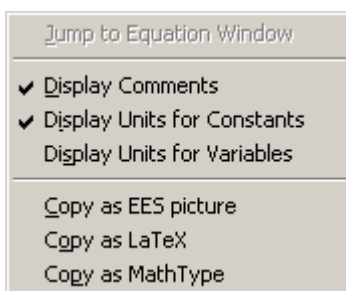 Jump to Equation Window
Display Comments
Display Units for Constants
Display Units for Variables
Copy as EES picture
Copy as LaTeX
Copy as MathType